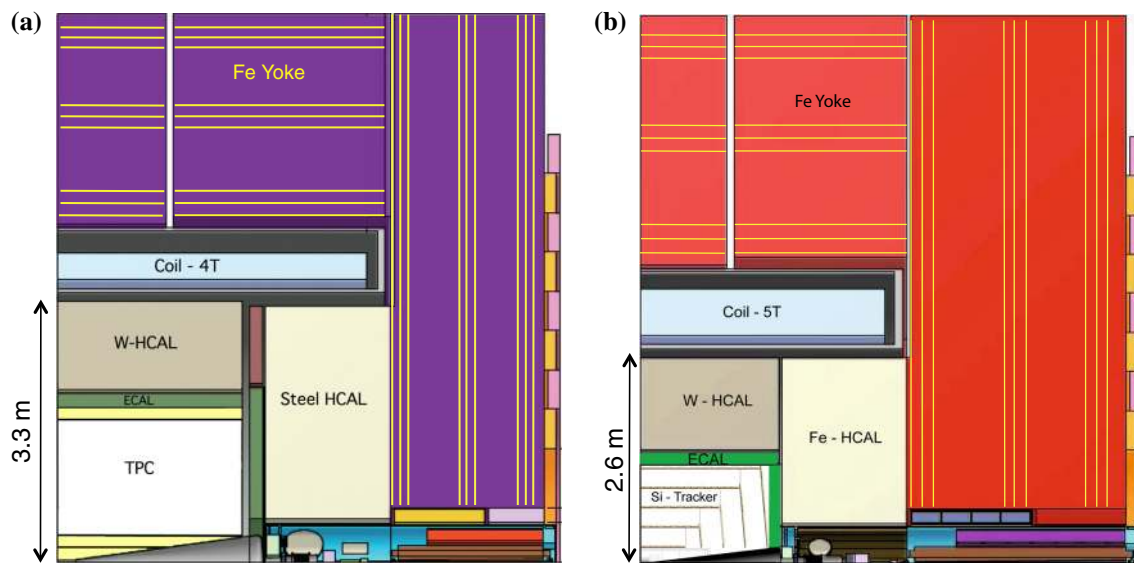 (a)
Fe Yoke
Coil - 4T
W-HCAL
ECAL
Steel HCAL
TPC
3.3 m
(b)
Fe Yoke
Coil - 5T
W - HCAL
Fe - HCAL
ECAL
Si - Tracker
2.6 m